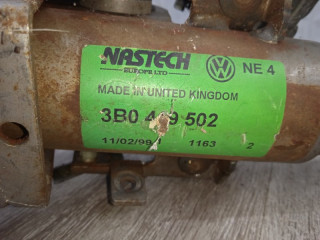 NASTECH
EUROPE LTD
NE 4
MADE IN UNITED KINGDOM
3B0 502
11/02/99 1163 2